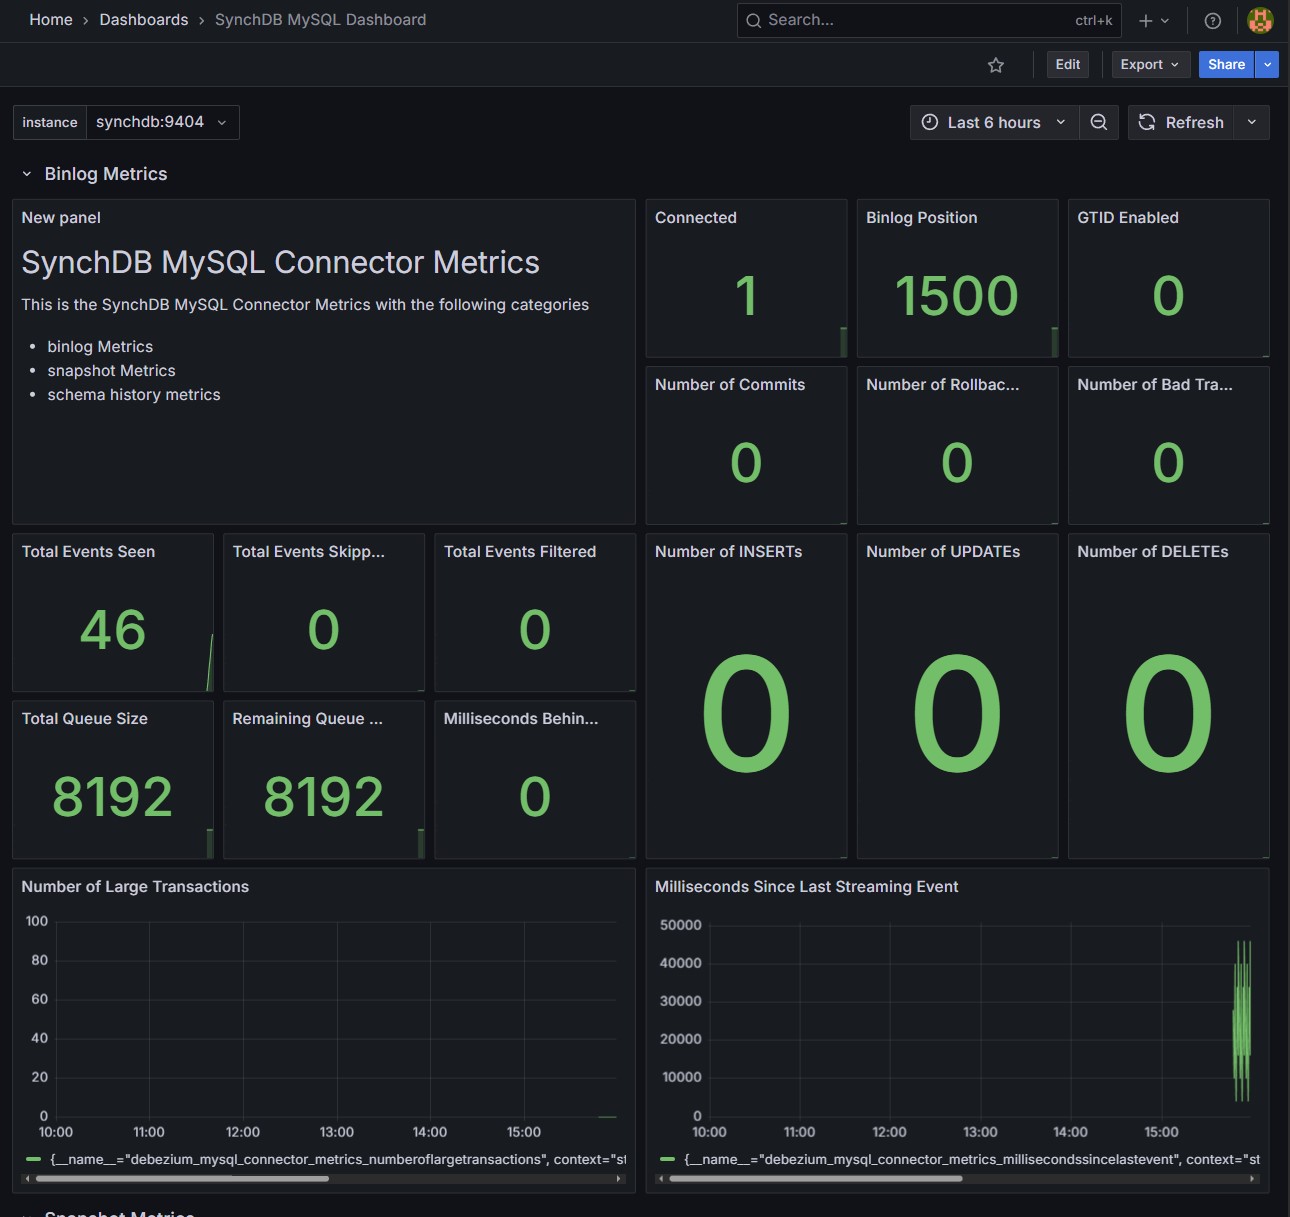 Home › Dashboards › SynchDB MySQL Dashboard
Search... ctrl+k
Edit Export Share
instance synchdb:9404
Last 6 hours Refresh
Binlog Metrics
New panel
SynchDB MySQL Connector Metrics
This is the SynchDB MySQL Connector Metrics with the following categories
• binlog Metrics
• snapshot Metrics
• schema history metrics
Connected
1
Binlog Position
1500
GTID Enabled
0
Number of Commits
0
Number of Rollbac...
0
Number of Bad Tra...
0
Total Events Seen
46
Total Events Skipp...
0
Total Events Filtered
0
Number of INSERTs
0
Number of UPDATEs
0
Number of DELETEs
0
Total Queue Size
8192
Remaining Queue ...
8192
Milliseconds Behin...
0
Number of Large Transactions
100
80
60
40
20
0
10:00 11:00 12:00 13:00 14:00 15:00
{__name__="debezium_mysql_connector_metrics_numberoflargetransactions", context="st
Milliseconds Since Last Streaming Event
50000
40000
30000
20000
10000
0
10:00 11:00 12:00 13:00 14:00 15:00
{__name__="debezium_mysql_connector_metrics_millisecondssincelastevent", context="st
Snapshot Metrics